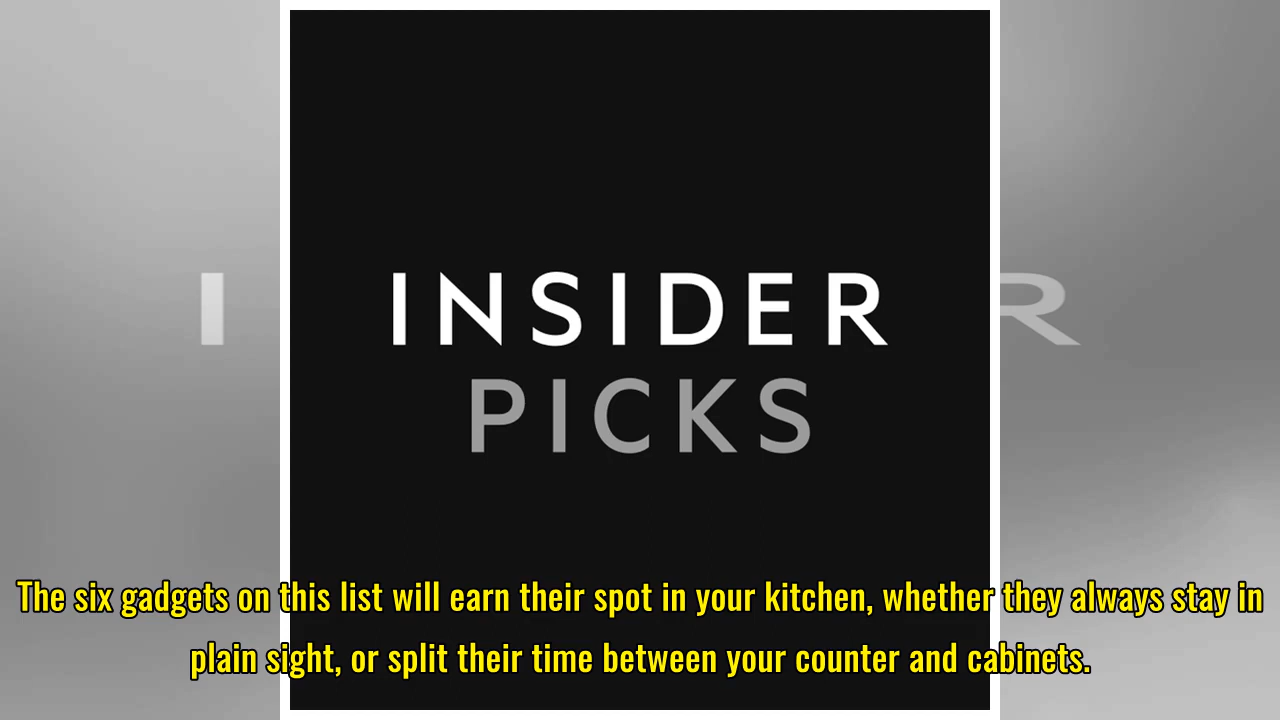 INSIDER
PICKS
I R
The six gadgets on this list will earn their spot in your kitchen, whether they always stay in
plain sight, or split their time between your counter and cabinets.